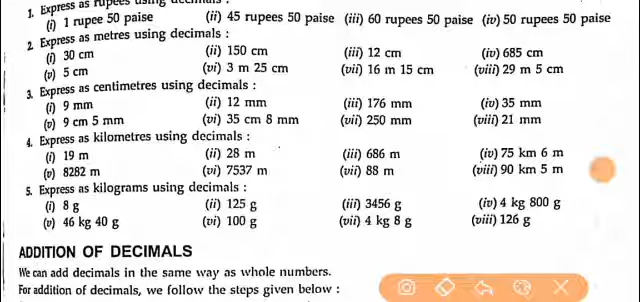 1. Express as rupees using decimals :
(i) 1 rupee 50 paise (ii) 45 rupees 50 paise (iii) 60 rupees 50 paise (iv) 50 rupees 50 paise
2. Express as metres using decimals :
(i) 30 cm (ii) 150 cm (iii) 12 cm (iv) 685 cm
(v) 5 cm (vi) 3 m 25 cm (vii) 16 m 15 cm (viii) 29 m 5 cm
3. Express as centimetres using decimals :
(i) 9 mm (ii) 12 mm (iii) 176 mm (iv) 35 mm
(v) 9 cm 5 mm (vi) 35 cm 8 mm (vii) 250 mm (viii) 21 mm
4. Express as kilometres using decimals :
(i) 19 m (ii) 28 m (iii) 686 m (iv) 75 km 6 m
(v) 8282 m (vi) 7537 m (vii) 88 m (viii) 90 km 5 m
5. Express as kilograms using decimals :
(i) 8 g (ii) 125 g (iii) 3456 g (iv) 4 kg 800 g
(v) 46 kg 40 g (vi) 100 g (vii) 4 kg 8 g (viii) 126 g
ADDITION OF DECIMALS
We can add decimals in the same way as whole numbers.
For addition of decimals, we follow the steps given below :